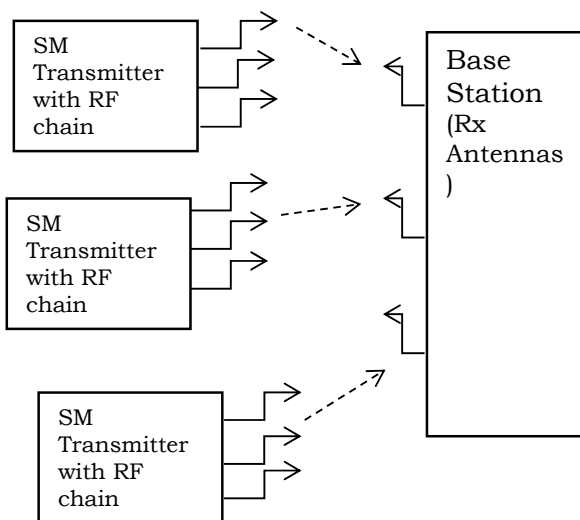 SM
Transmitter
with RF
chain
SM
Transmitter
with RF
chain
SM
Transmitter
with RF
chain
Base
Station
(Rx
Antennas
)